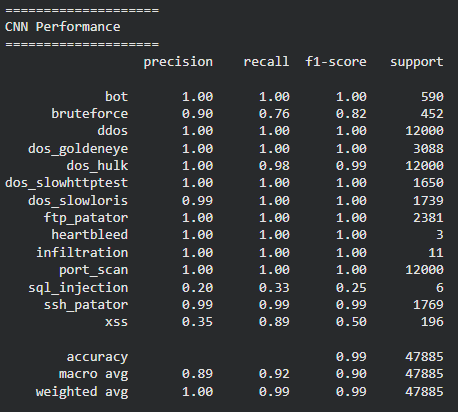 ====================
CNN Performance
====================
precision recall f1-score support
bot 1.00 1.00 1.00 590
bruteforce 0.90 0.76 0.82 452
ddos 1.00 1.00 1.00 12000
dos_goldeneye 1.00 1.00 1.00 3088
dos_hulk 1.00 0.98 0.99 12000
dos_slowhttptest 1.00 1.00 1.00 1650
dos_slowloris 0.99 1.00 1.00 1739
ftp_patator 1.00 1.00 1.00 2381
heartbleed 1.00 1.00 1.00 3
infiltration 1.00 1.00 1.00 11
port_scan 1.00 1.00 1.00 12000
sql_injection 0.20 0.33 0.25 6
ssh_patator 0.99 0.99 0.99 1769
xss 0.35 0.89 0.50 196
accuracy 0.99 47885
macro avg 0.89 0.92 0.90 47885
weighted avg 1.00 0.99 0.99 47885